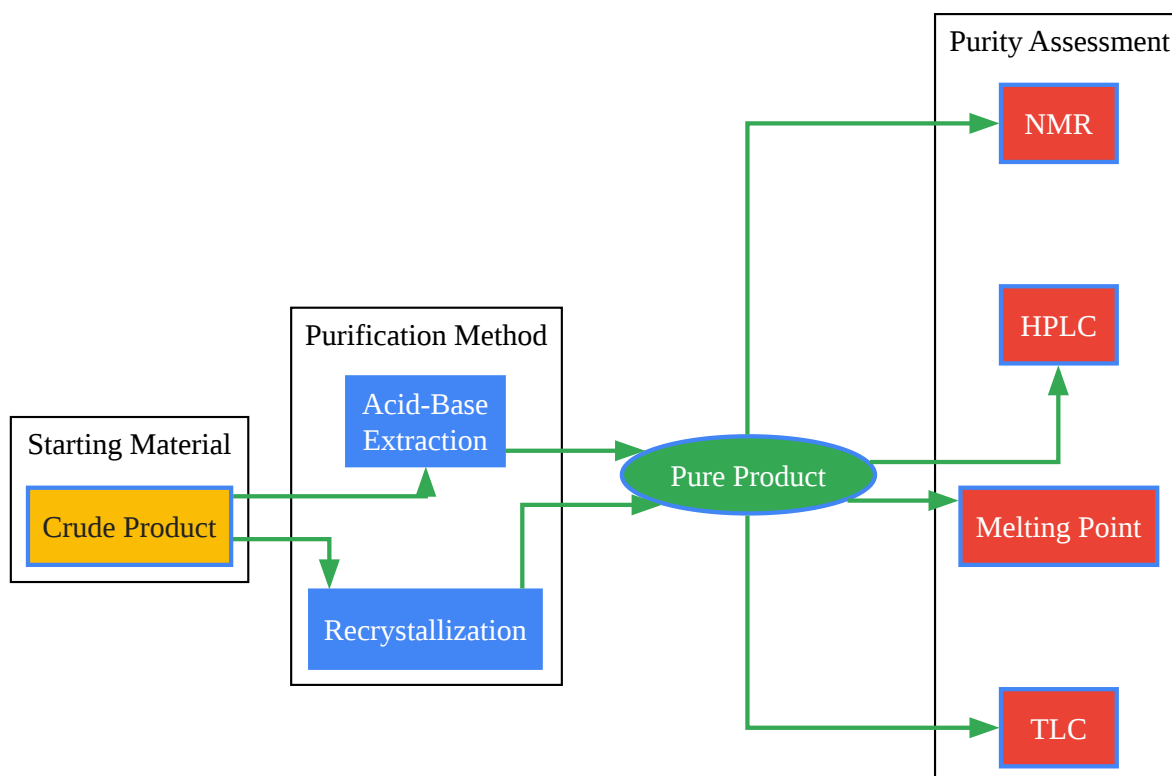 Starting Material
Crude Product
Purification Method
Acid-Base
Extraction
Recrystallization
Pure Product
Purity Assessment
NMR
HPLC
Melting Point
TLC